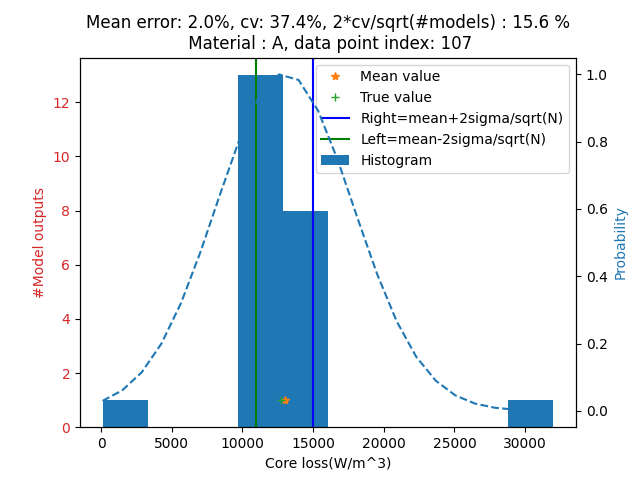 Mean error: 2.0%, cv: 37.4%, 2*cv/sqrt(#models) : 15.6 %
Material : A, data point index: 107
Mean value
True value
Right=mean+2sigma/sqrt(N)
Left=mean-2sigma/sqrt(N)
Histogram
#Model outputs
12
10
8
6
4
2
0
1.0
0.8
0.6
0.4
0.2
0.0
Probability
0 5000 10000 15000 20000 25000 30000
Core loss(W/m^3)